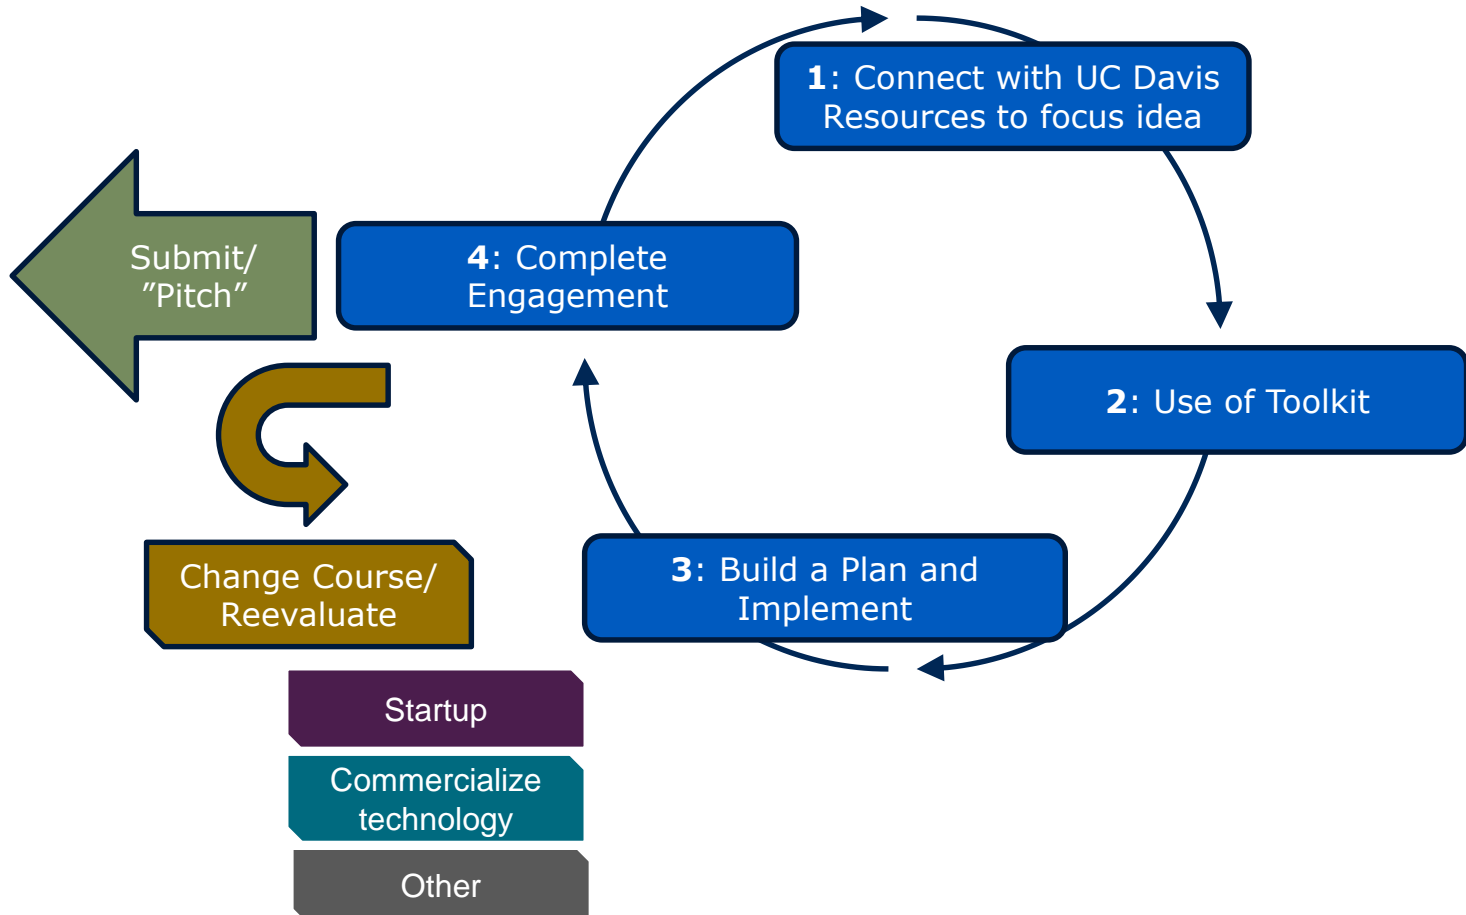 1: Connect with UC Davis
Resources to focus idea
2: Use of Toolkit
3: Build a Plan and
Implement
4: Complete
Engagement
Submit/
”Pitch”
Change Course/
Reevaluate
Startup
Commercialize
technology
Other